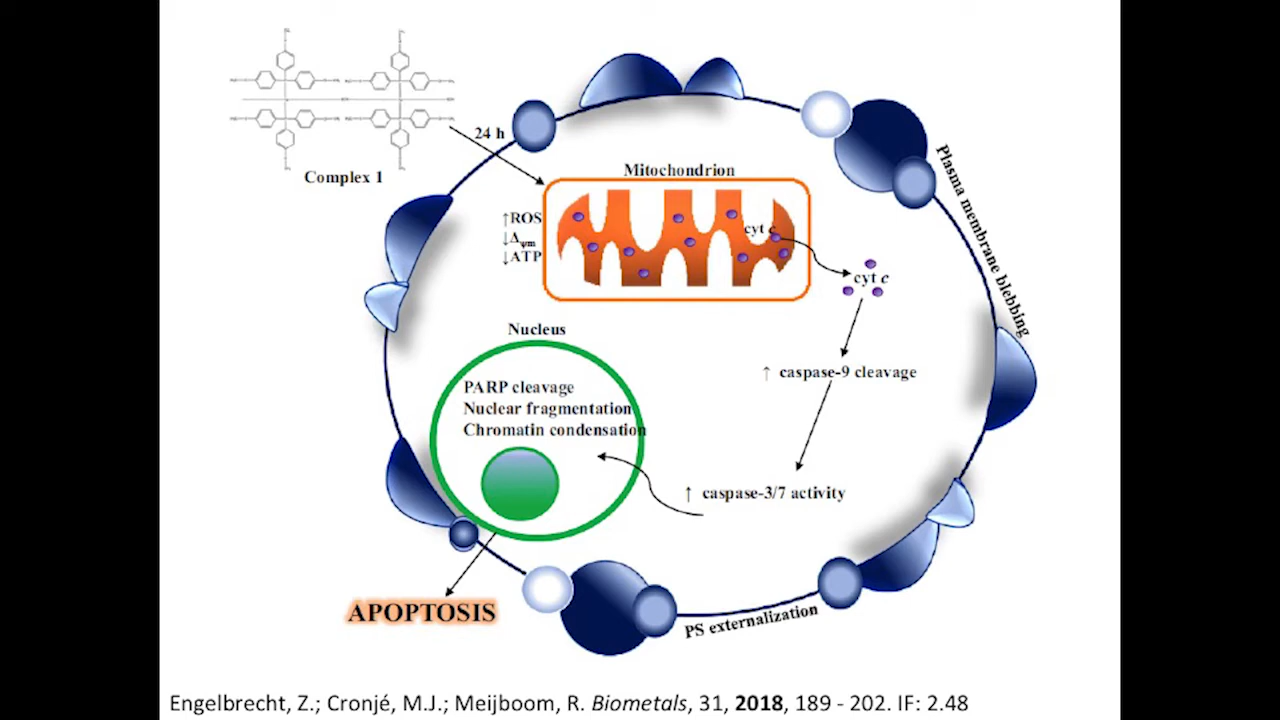 24 h
Complex 1
Mitochondrion
↑ROS
↓Δψm
↓ATP
cyt c
cyt c
Plasma membrane blebbing
↑ caspase-9 cleavage
Nucleus
PARP cleavage
Nuclear fragmentation
Chromatin condensation
↑ caspase-3/7 activity
APOPTOSIS
PS externalization
Engelbrecht, Z.; Cronjé, M.J.; Meijboom, R. Biometals, 31, 2018, 189 - 202. IF: 2.48